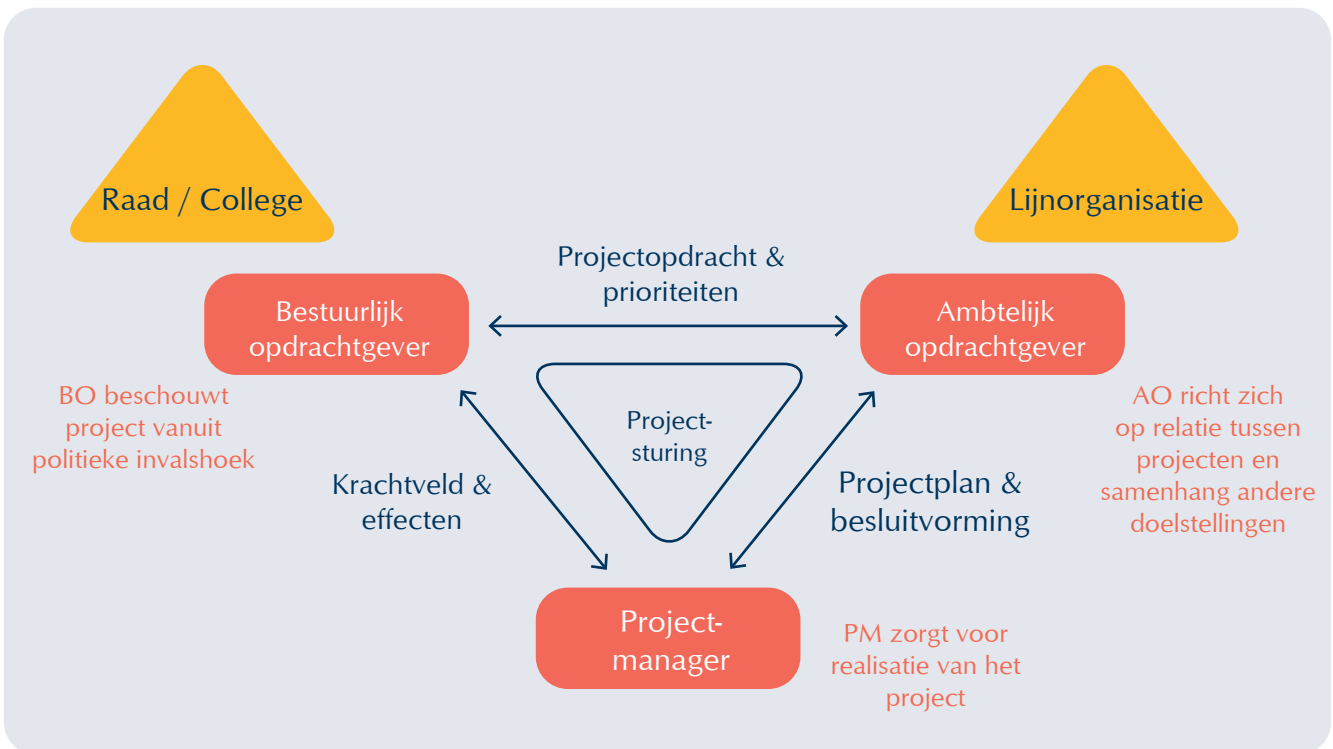 Raad / College
Lijnorganisatie
Projectopdracht &
prioriteiten
Bestuurlijk
opdrachtgever
Ambtelijk
opdrachtgever
BO beschouwt
project vanuit
politieke invalshoek
Project-
sturing
AO richt zich
op relatie tussen
projecten en
samenhang andere
doelstellingen
Krachtveld &
effecten
Projectplan &
besluitvorming
Project-
manager
PM zorgt voor
realisatie van het
project